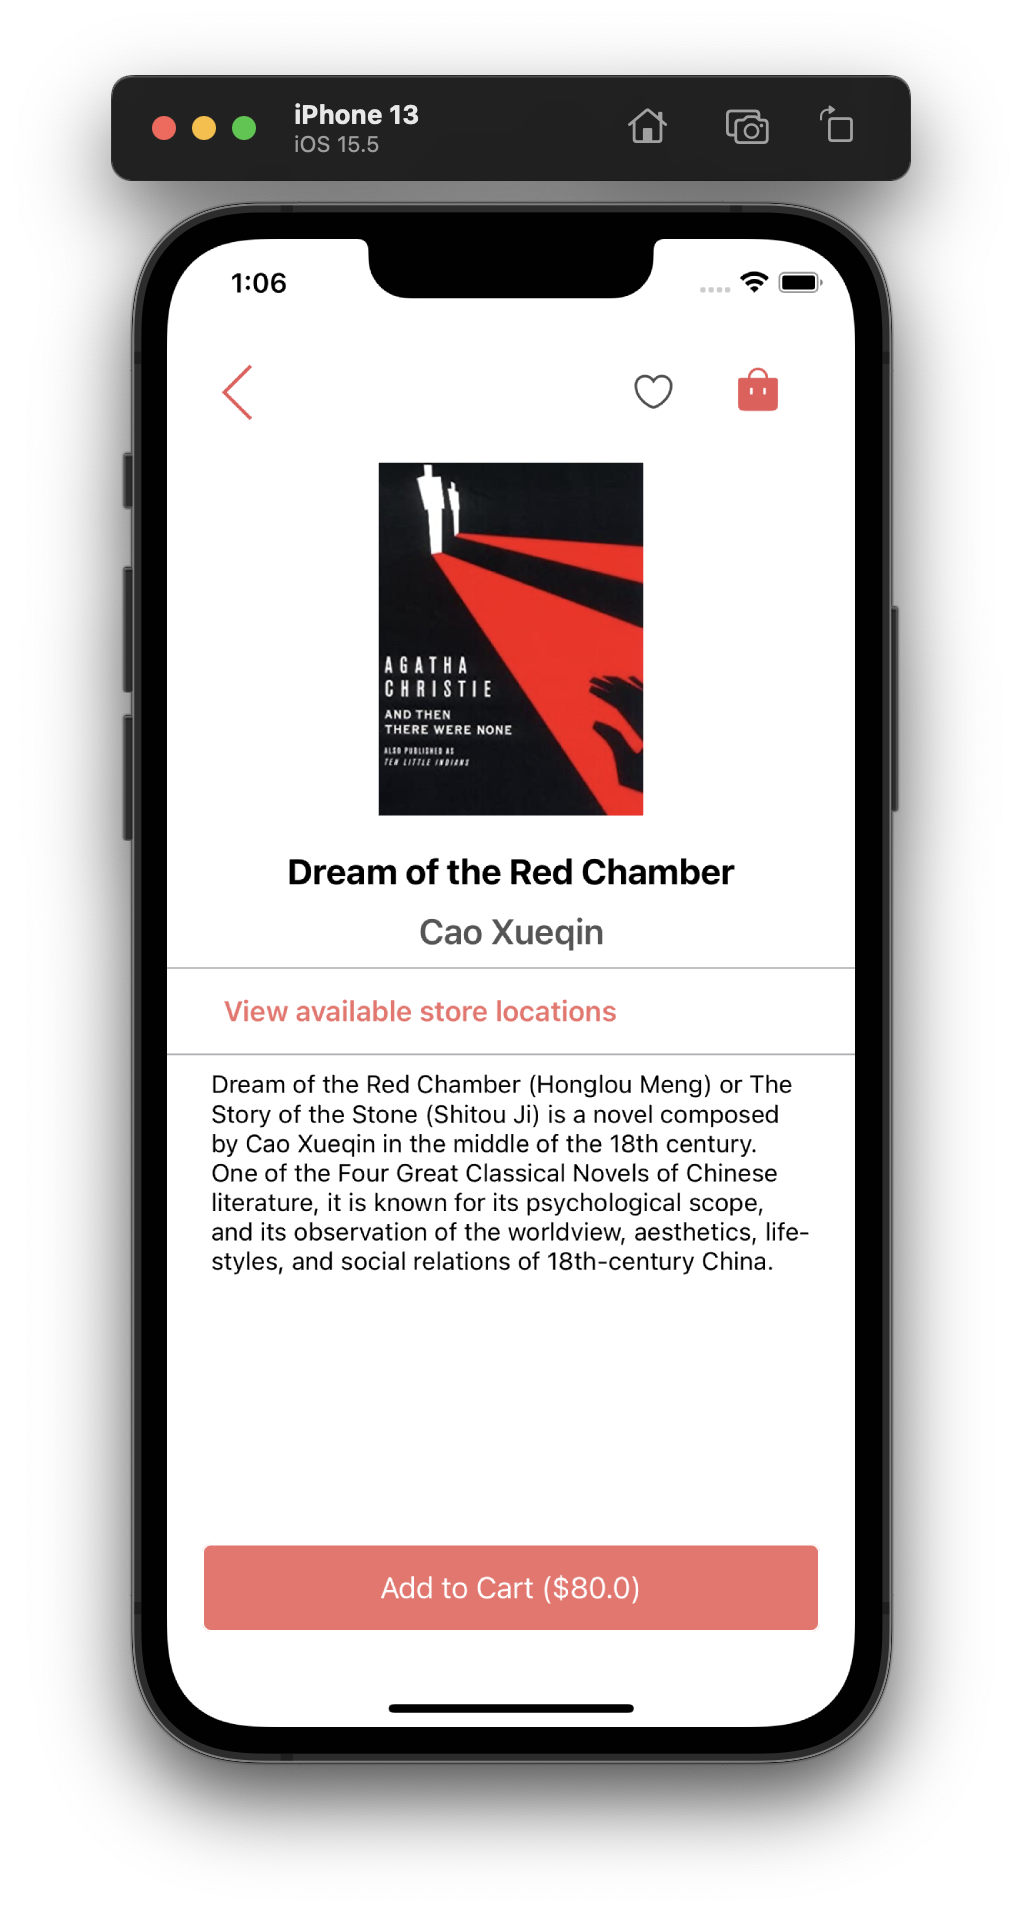 iPhone 13
iOS 15.5
1:06
AGATHA
CHRISTIE
AND THEN
THERE WERE NONE
ALSO PUBLISHED AS
TEN LITTLE INDIANS
Dream of the Red Chamber
Cao Xueqin
View available store locations
Dream of the Red Chamber (Honglou Meng) or The
Story of the Stone (Shitou Ji) is a novel composed
by Cao Xueqin in the middle of the 18th century.
One of the Four Great Classical Novels of Chinese
literature, it is known for its psychological scope,
and its observation of the worldview, aesthetics, life-
styles, and social relations of 18th-century China.
Add to Cart ($80.0)